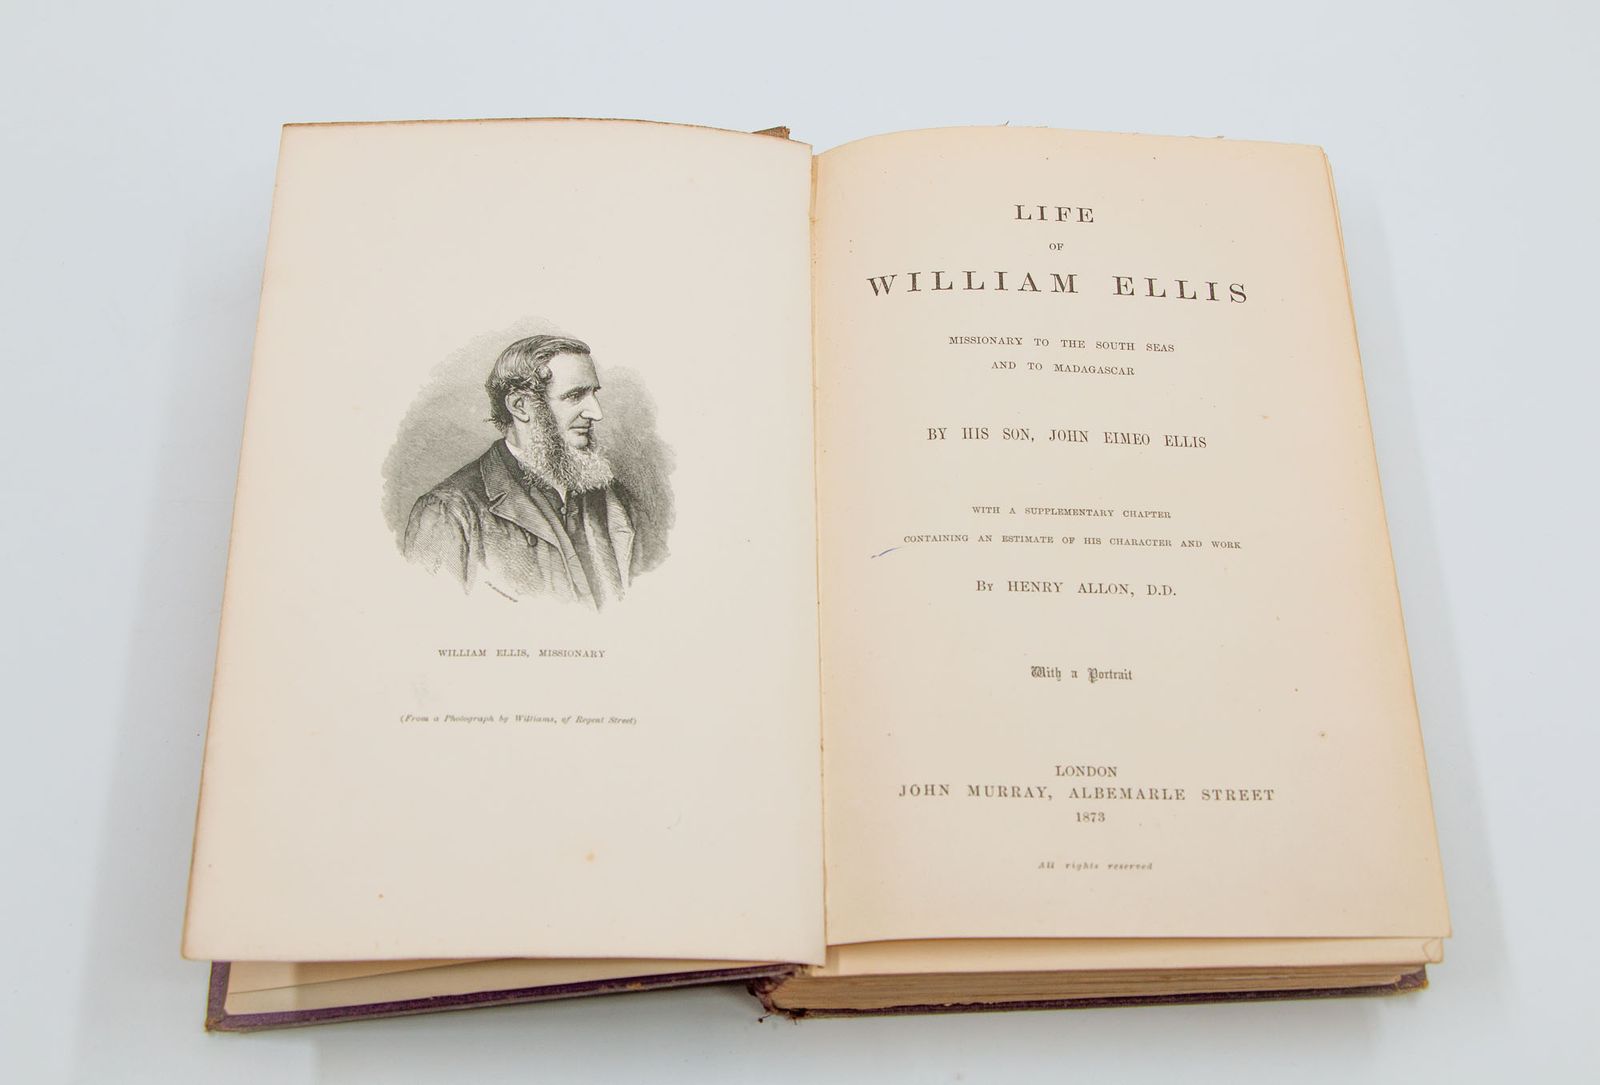 WILLIAM ELLIS, MISSIONARY
(From a Photograph by Williams, of Regent Street)
LIFE
OF
WILLIAM ELLIS
MISSIONARY TO THE SOUTH SEAS
AND TO MADAGASCAR
BY HIS SON, JOHN EIMEO ELLIS
WITH A SUPPLEMENTARY CHAPTER
CONTAINING AN ESTIMATE OF HIS CHARACTER AND WORK
BY HENRY ALLON, D.D.
With a Portrait
LONDON
JOHN MURRAY, ALBEMARLE STREET
1873
All rights reserved